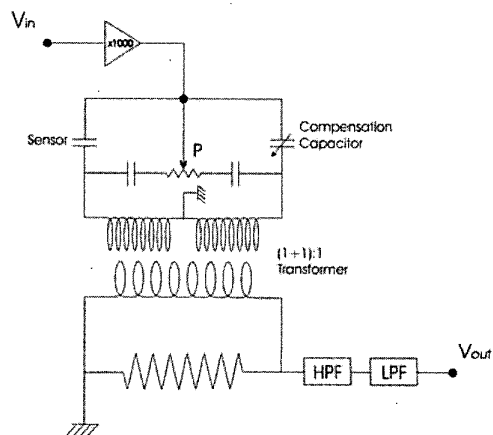 Vin
x1000
Sensor
P
Compensation
Capacitor
(1+1):1
Transformer
HPF
LPF
Vout